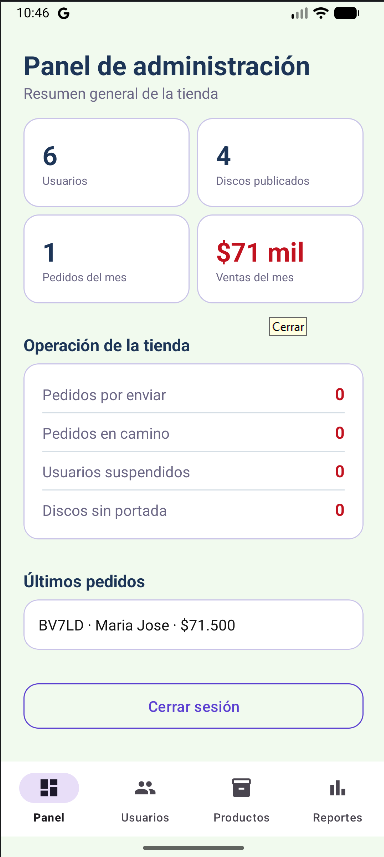 10:46 G
Panel de administración
Resumen general de la tienda
6
Usuarios
4
Discos publicados
1
Pedidos del mes
$71 mil
Ventas del mes
Cerrar
Operación de la tienda
Pedidos por enviar 0
Pedidos en camino 0
Usuarios suspendidos 0
Discos sin portada 0
Últimos pedidos
BV7LD · Maria Jose · $71.500
Cerrar sesión
Panel Usuarios Productos Reportes